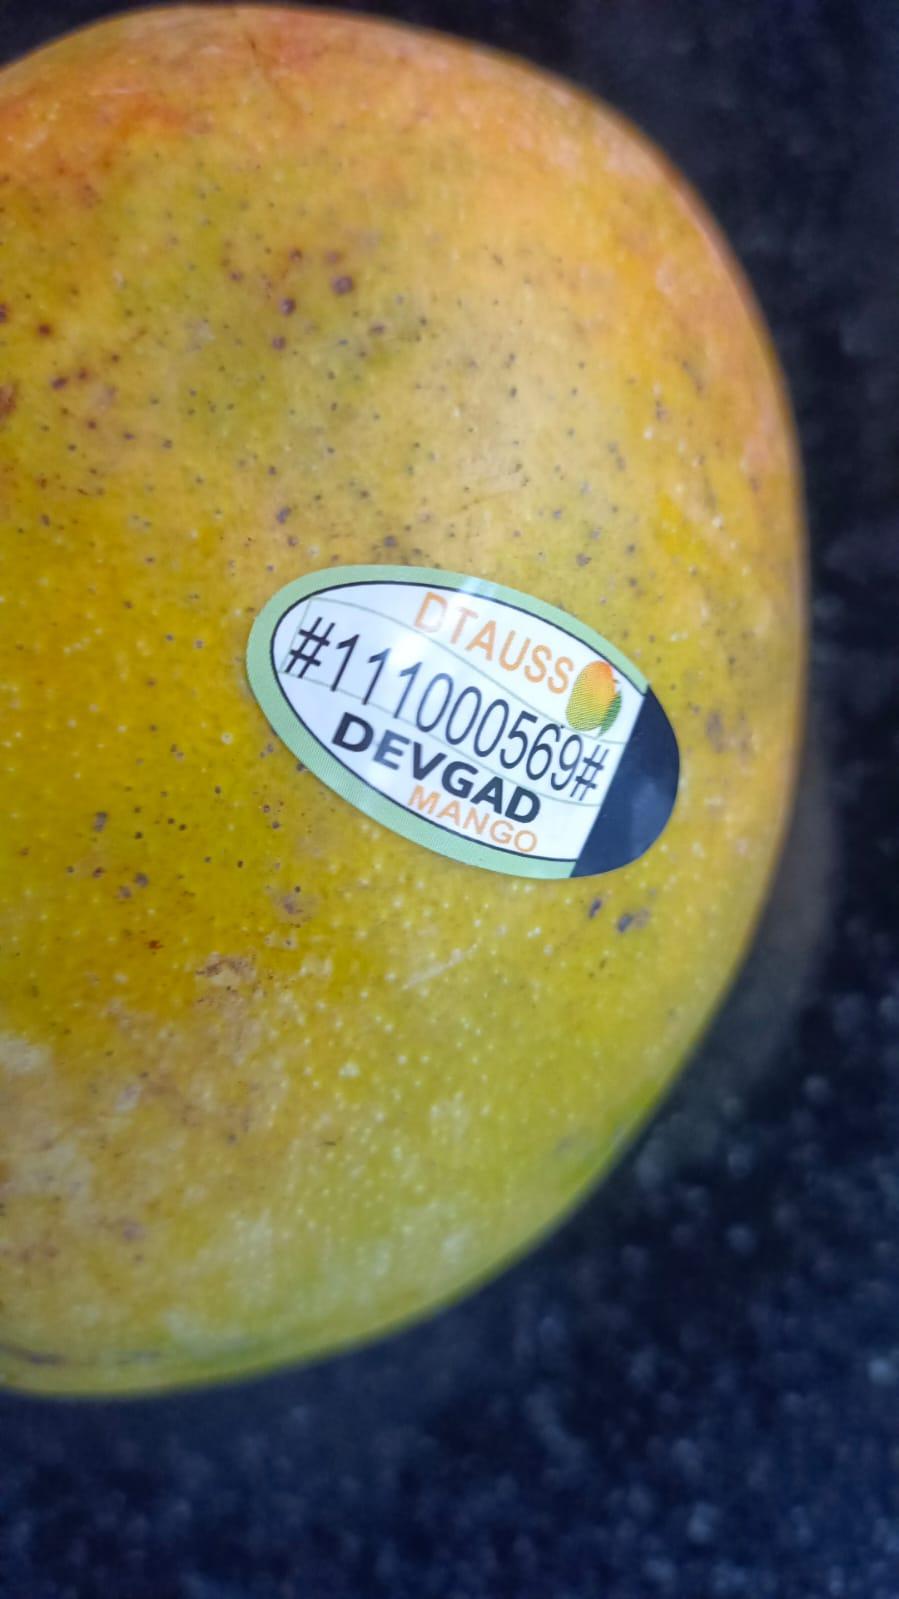 DTAUSS
#111000569#
DEVGAD
MANGO